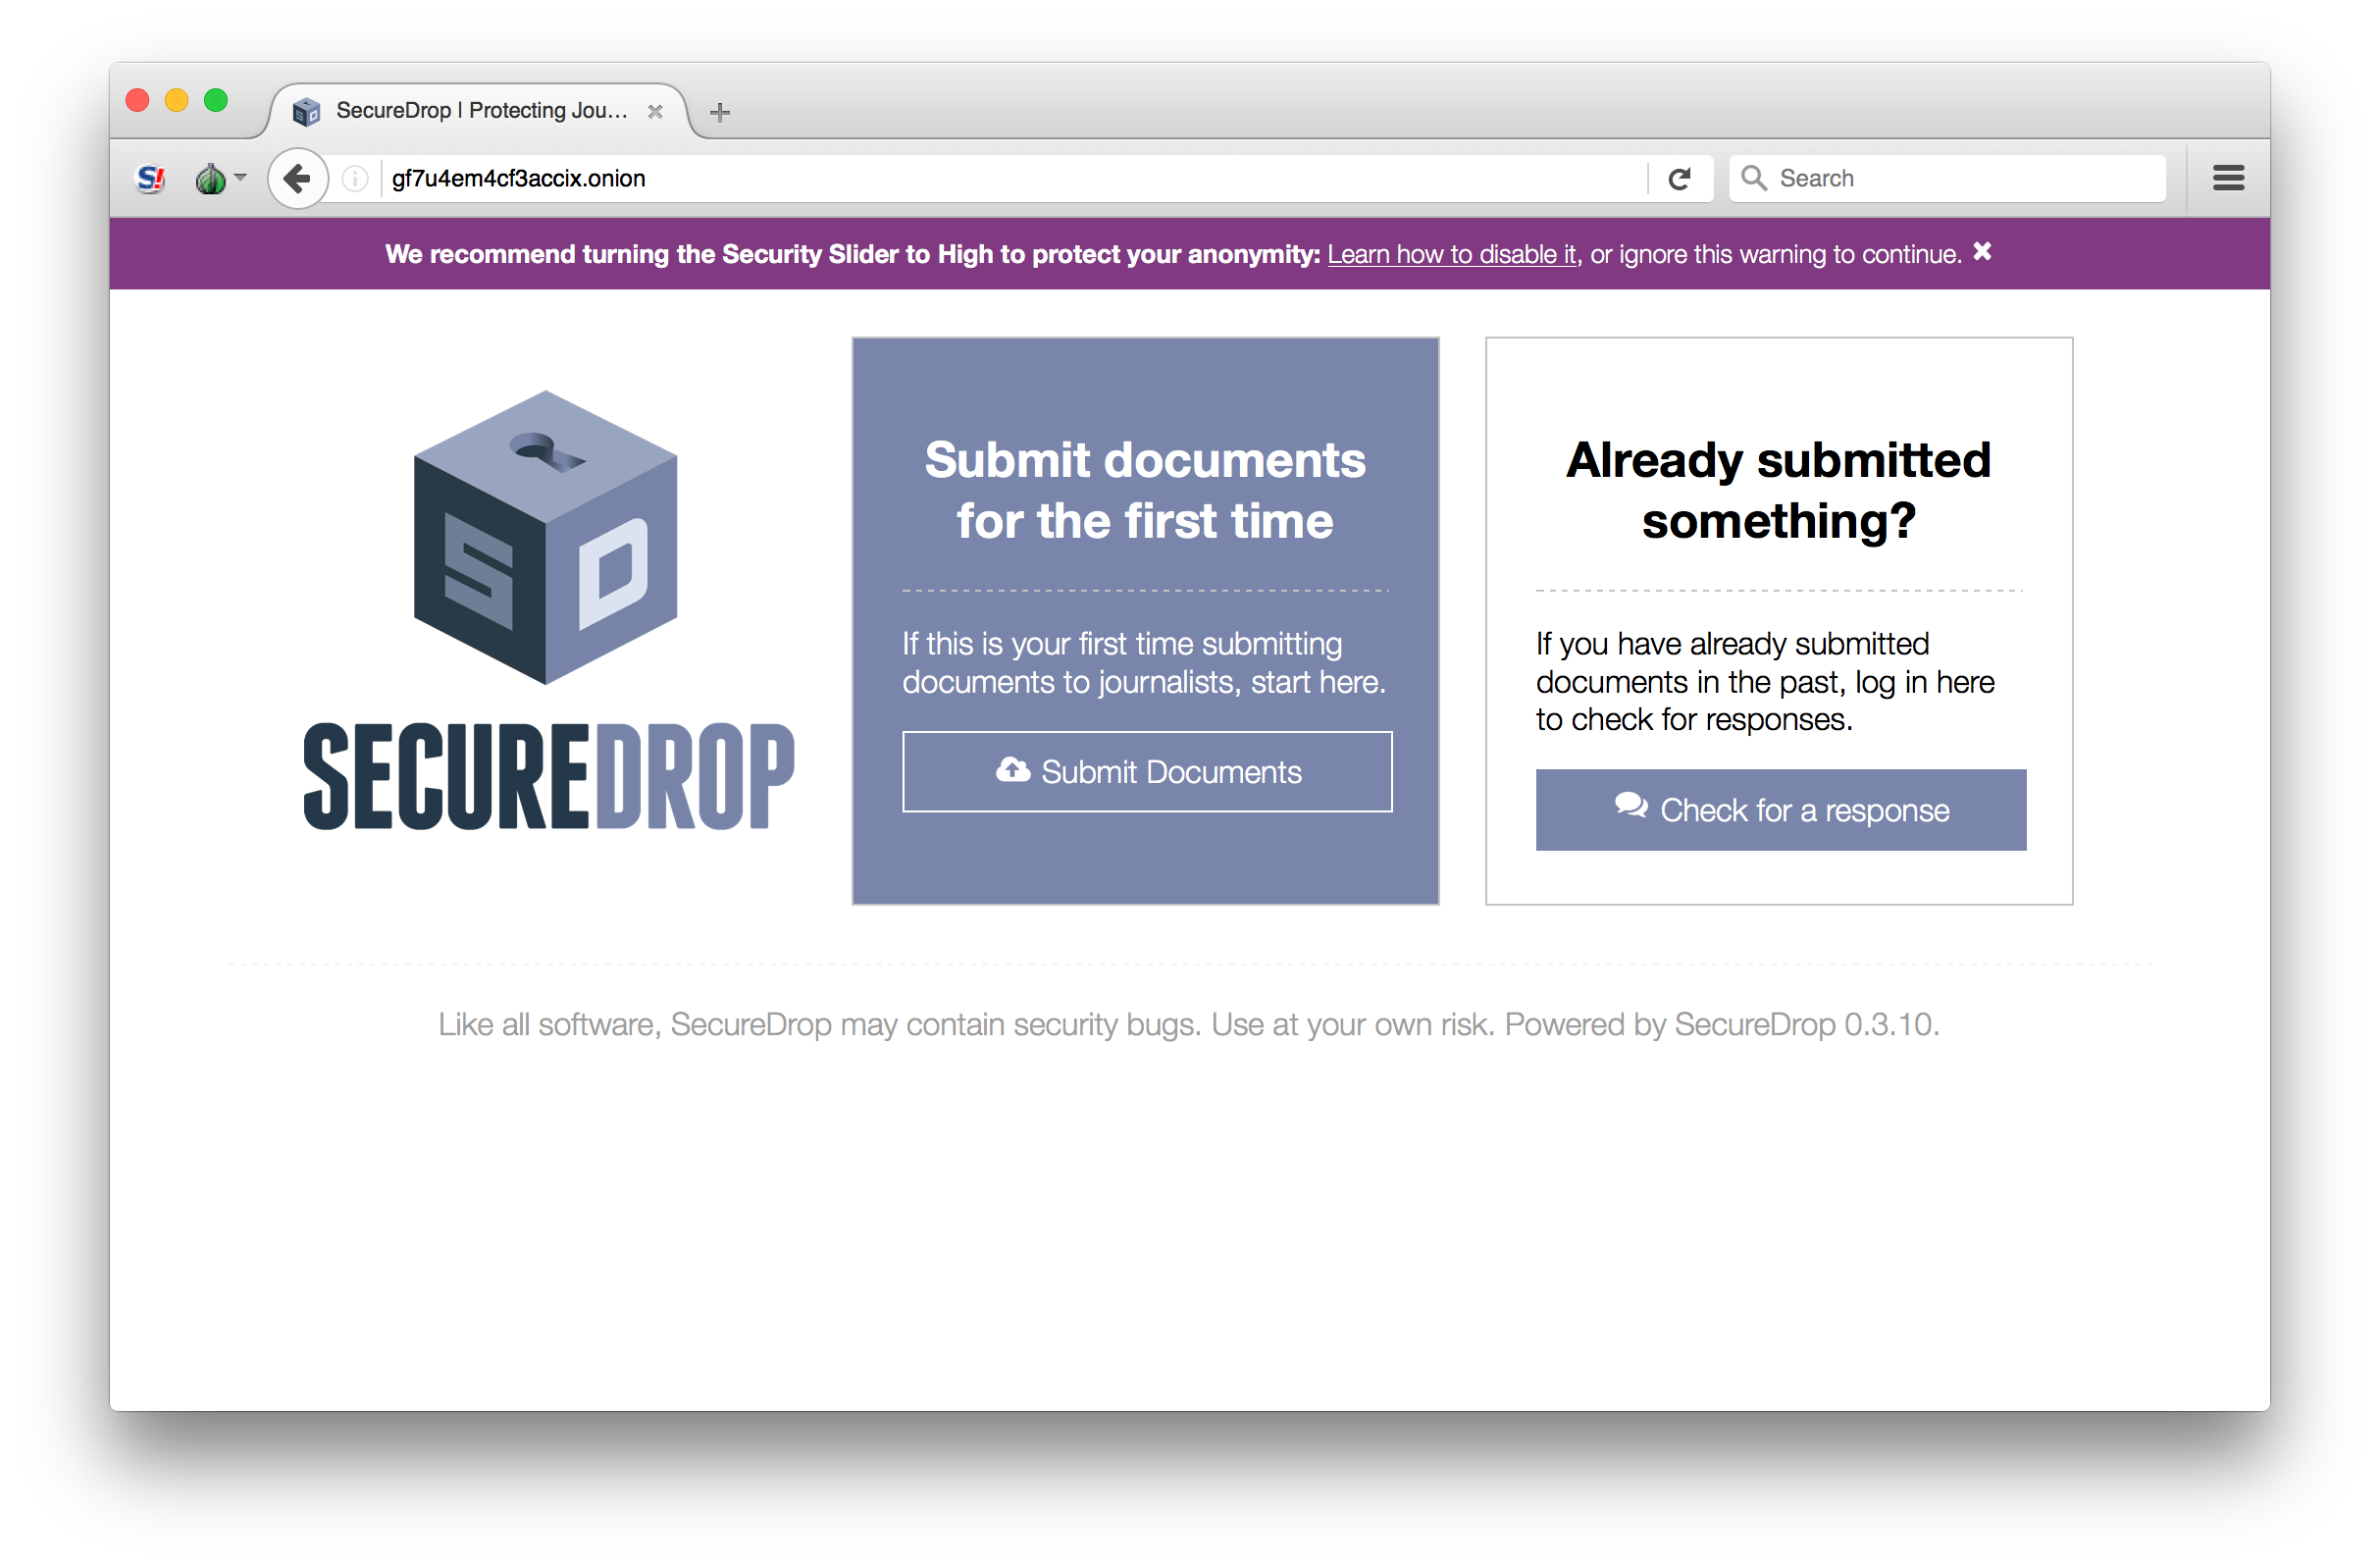 SecureDrop | Protecting Jou...
gf7u4em4cf3accix.onion
Search
We recommend turning the Security Slider to High to protect your anonymity: Learn how to disable it, or ignore this warning to continue.
S D
SECUREDROP
Submit documents
for the first time
If this is your first time submitting
documents to journalists, start here.
Submit Documents
Already submitted
something?
If you have already submitted
documents in the past, log in here
to check for responses.
Check for a response
Like all software, SecureDrop may contain security bugs. Use at your own risk. Powered by SecureDrop 0.3.10.